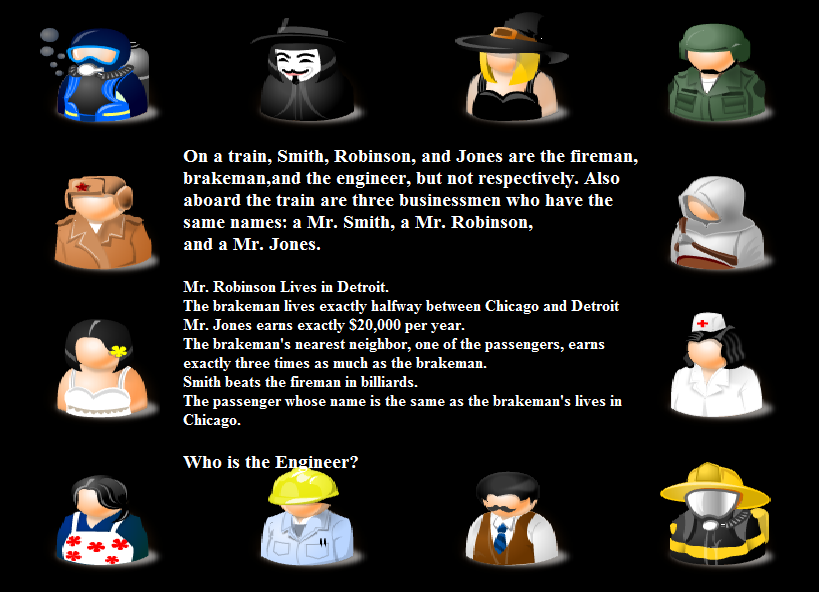 On a train, Smith, Robinson, and Jones are the fireman,
brakeman,and the engineer, but not respectively. Also
aboard the train are three businessmen who have the
same names: a Mr. Smith, a Mr. Robinson,
and a Mr. Jones.
Mr. Robinson Lives in Detroit.
The brakeman lives exactly halfway between Chicago and Detroit
Mr. Jones earns exactly $20,000 per year.
The brakeman's nearest neighbor, one of the passengers, earns
exactly three times as much as the brakeman.
Smith beats the fireman in billiards.
The passenger whose name is the same as the brakeman's lives in
Chicago.
Who is the Engineer?